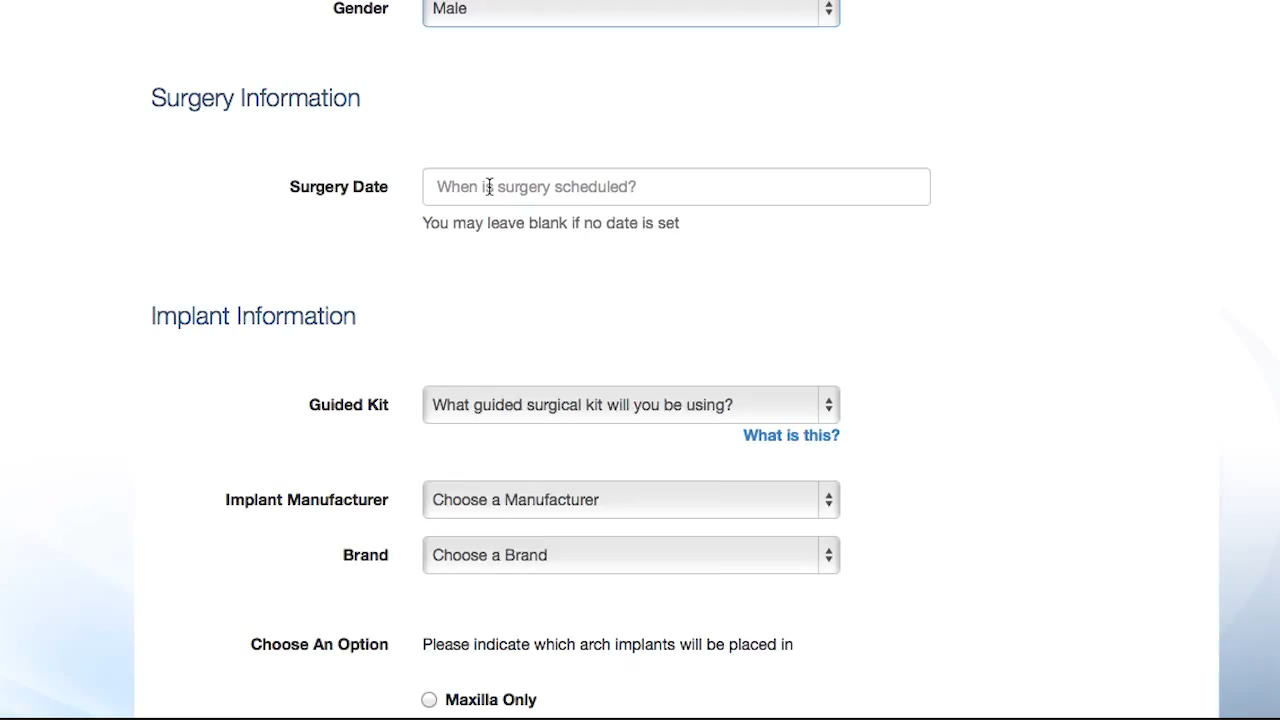 Gender Male
Surgery Information
Surgery Date When is surgery scheduled?
You may leave blank if no date is set
Implant Information
Guided Kit What guided surgical kit will you be using?
What is this?
Implant Manufacturer Choose a Manufacturer
Brand Choose a Brand
Choose An Option Please indicate which arch implants will be placed in
Maxilla Only